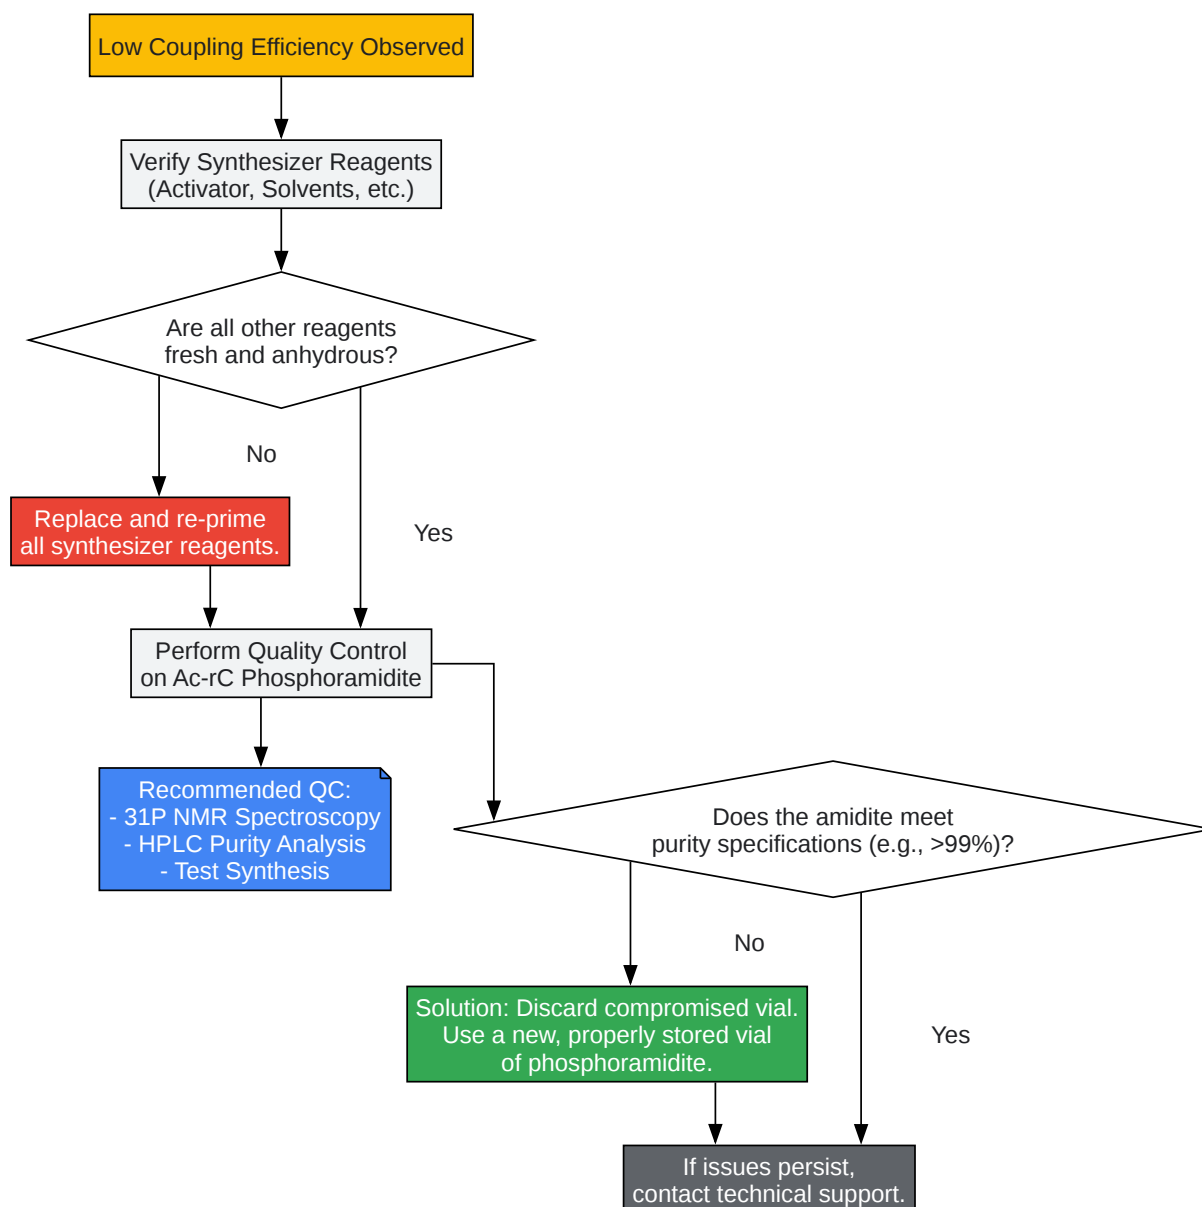 Low Coupling Efficiency Observed
Verify Synthesizer Reagents
(Activator, Solvents, etc.)
Are all other reagents
fresh and anhydrous?
No
Replace and re-prime
all synthesizer reagents.
Yes
Perform Quality Control
on Ac-rC Phosphoramidite
Recommended QC:
- 31P NMR Spectroscopy
- HPLC Purity Analysis
- Test Synthesis
Does the amidite meet
purity specifications (e.g., >99%)?
No
Solution: Discard compromised vial.
Use a new, properly stored vial
of phosphoramidite.
Yes
If issues persist,
contact technical support.